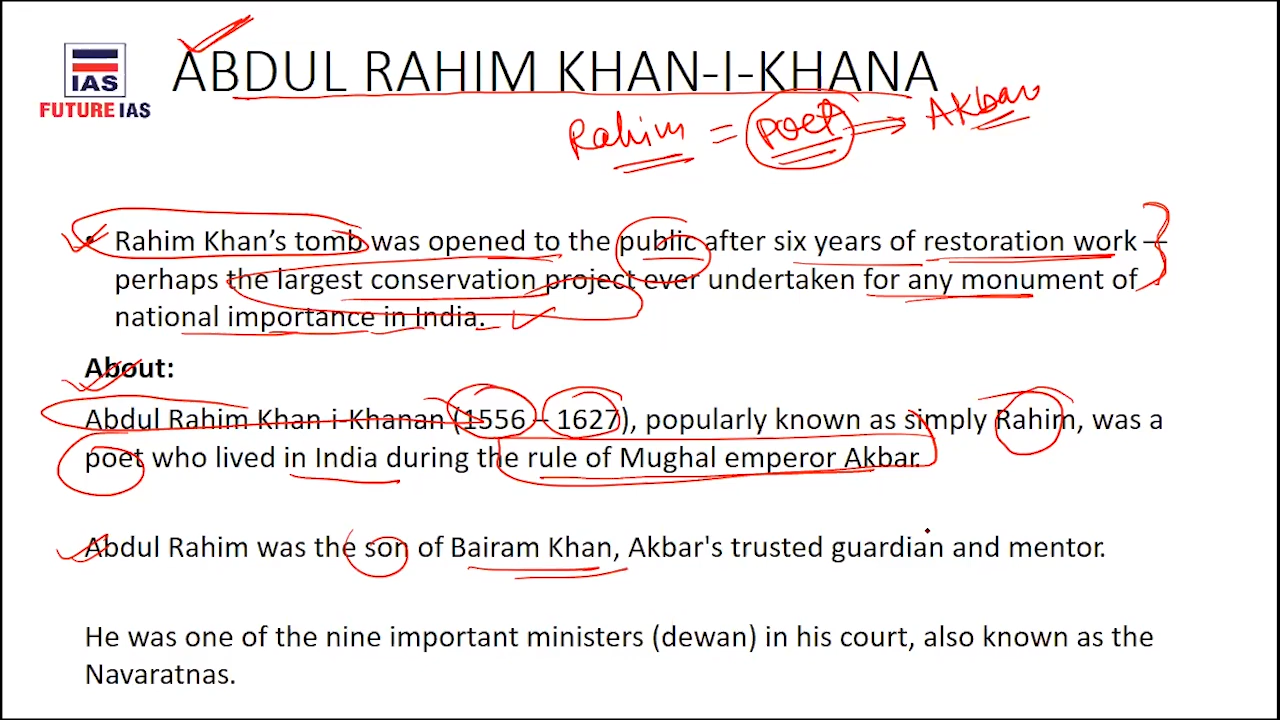 IAS
FUTURE IAS
ABDUL RAHIM KHAN-I-KHANA
Rahim = poet → Akbar
• Rahim Khan's tomb was opened to the public after six years of restoration work –
perhaps the largest conservation project ever undertaken for any monument of
national importance in India.
About:
Abdul Rahim Khan-i-Khanan (1556 – 1627), popularly known as simply Rahim, was a
poet who lived in India during the rule of Mughal emperor Akbar.
Abdul Rahim was the son of Bairam Khan, Akbar's trusted guardian and mentor.
He was one of the nine important ministers (dewan) in his court, also known as the
Navaratnas.